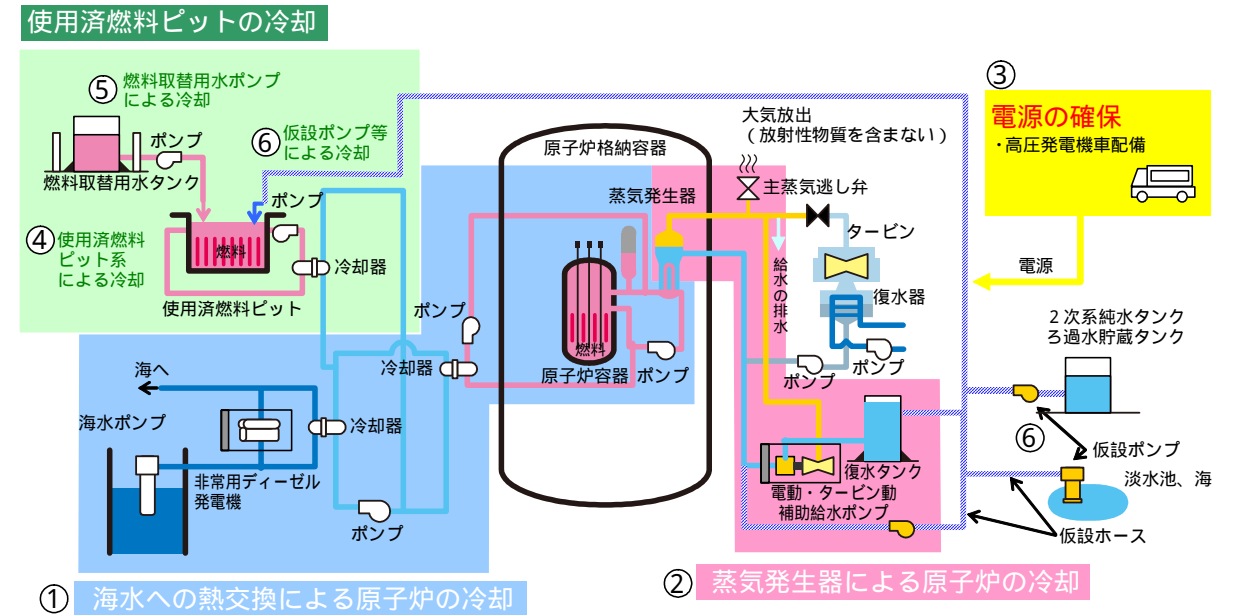 使用済燃料ピットの冷却
⑤
燃料取替用水ポンプ
による冷却
ポンプ
燃料取替用水タンク
⑥
仮設ポンプ等
による冷却
ポンプ
④
使用済燃料
ピット系
による冷却
燃料
冷却器
使用済燃料ピット
海へ
海水ポンプ
冷却器
非常用ディーゼル
発電機
ポンプ
①
海水への熱交換による原子炉の冷却
原子炉格納容器
蒸気発生器
ポンプ
冷却器
燃料
原子炉容器
ポンプ
大気放出
(放射性物質を含まない)
主蒸気逃し弁
タービン
給水の排水
復水器
ポンプ
ポンプ
復水タンク
電動・タービン動
補助給水ポンプ
②
蒸気発生器による原子炉の冷却
③
電源の確保
・高圧発電機車配備
電源
2次系純水タンク
ろ過水貯蔵タンク
⑥
仮設ポンプ
淡水池、海
仮設ホース